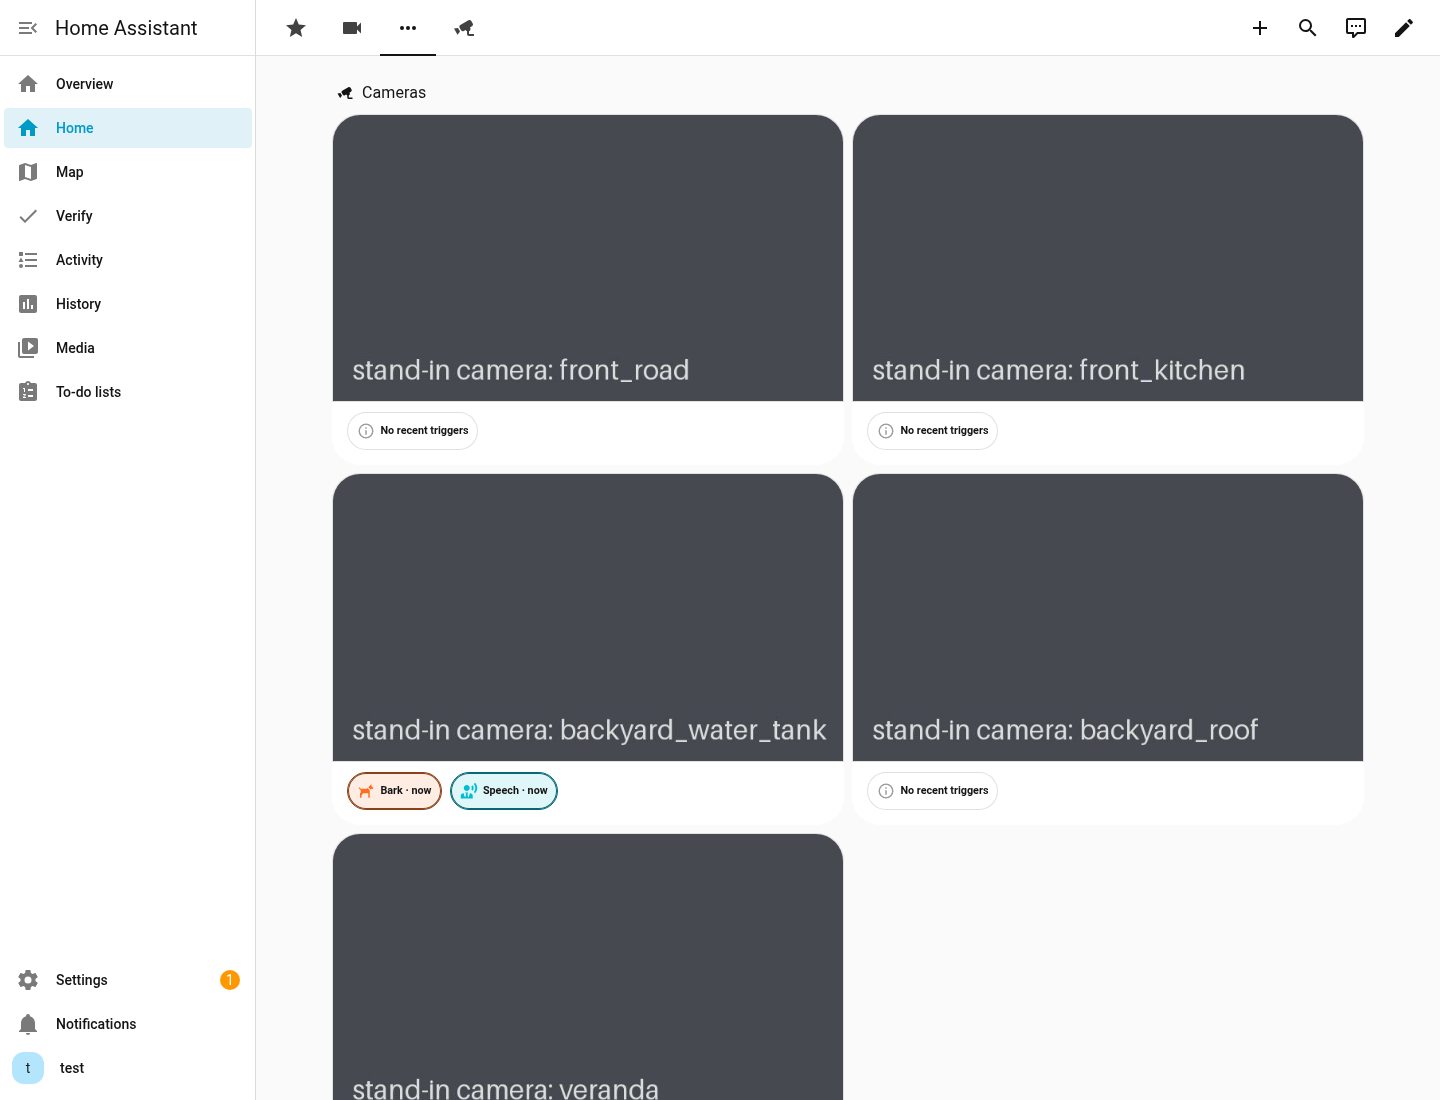 Home Assistant
Overview
Home
Map
Verify
Activity
History
Media
To-do lists
Settings
1
Notifications
t
test
Cameras
stand-in camera: front_road
No recent triggers
stand-in camera: front_kitchen
No recent triggers
stand-in camera: backyard_water_tank
Bark · now
Speech · now
stand-in camera: backyard_roof
No recent triggers
stand-in camera: veranda